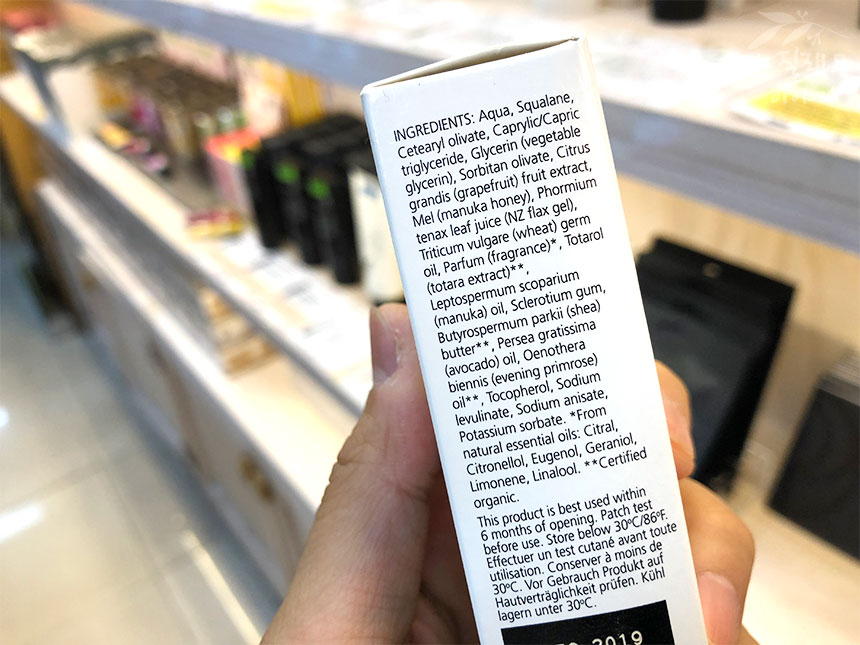 INGREDIENTS: Aqua, Squalane,
Cetearyl olivate, Caprylic/Capric
triglyceride, Glycerin (vegetable
glycerin), Sorbitan olivate, Citrus
grandis (grapefruit) fruit extract,
Mel (manuka honey), Phormium
tenax leaf juice (NZ flax gel),
Triticum vulgare (wheat) germ
oil, Parfum (fragrance)*, Totarol
(totara extract)**,
Leptospermum scoparium
(manuka) oil, Sclerotium gum,
Butyrospermum parkii (shea)
butter**, Persea gratissima
(avocado) oil, Oenothera
biennis (evening primrose)
oil**, Tocopherol, Sodium
levulinate, Sodium anisate,
Potassium sorbate. *From
natural essential oils: Citral,
Citronellol, Eugenol, Geraniol,
Limonene, Linalool. **Certified
organic.
This product is best used within
6 months of opening. Patch test
before use. Store below 30ºC/86ºF.
Effectuer un test cutané avant toute
utilisation. Conserver à moins de
30ºC. Vor Gebrauch Produkt auf
Hautverträglichkeit prüfen. Kühl
lagern unter 30ºC.
2019